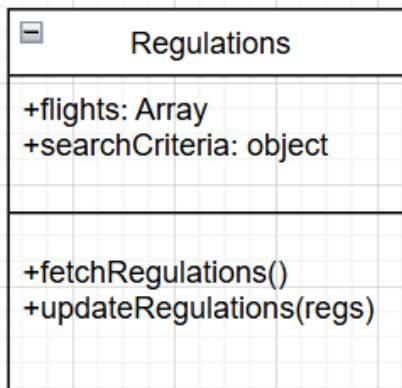 Regulations
+flights: Array
+searchCriteria: object
+fetchRegulations()
+updateRegulations(regs)